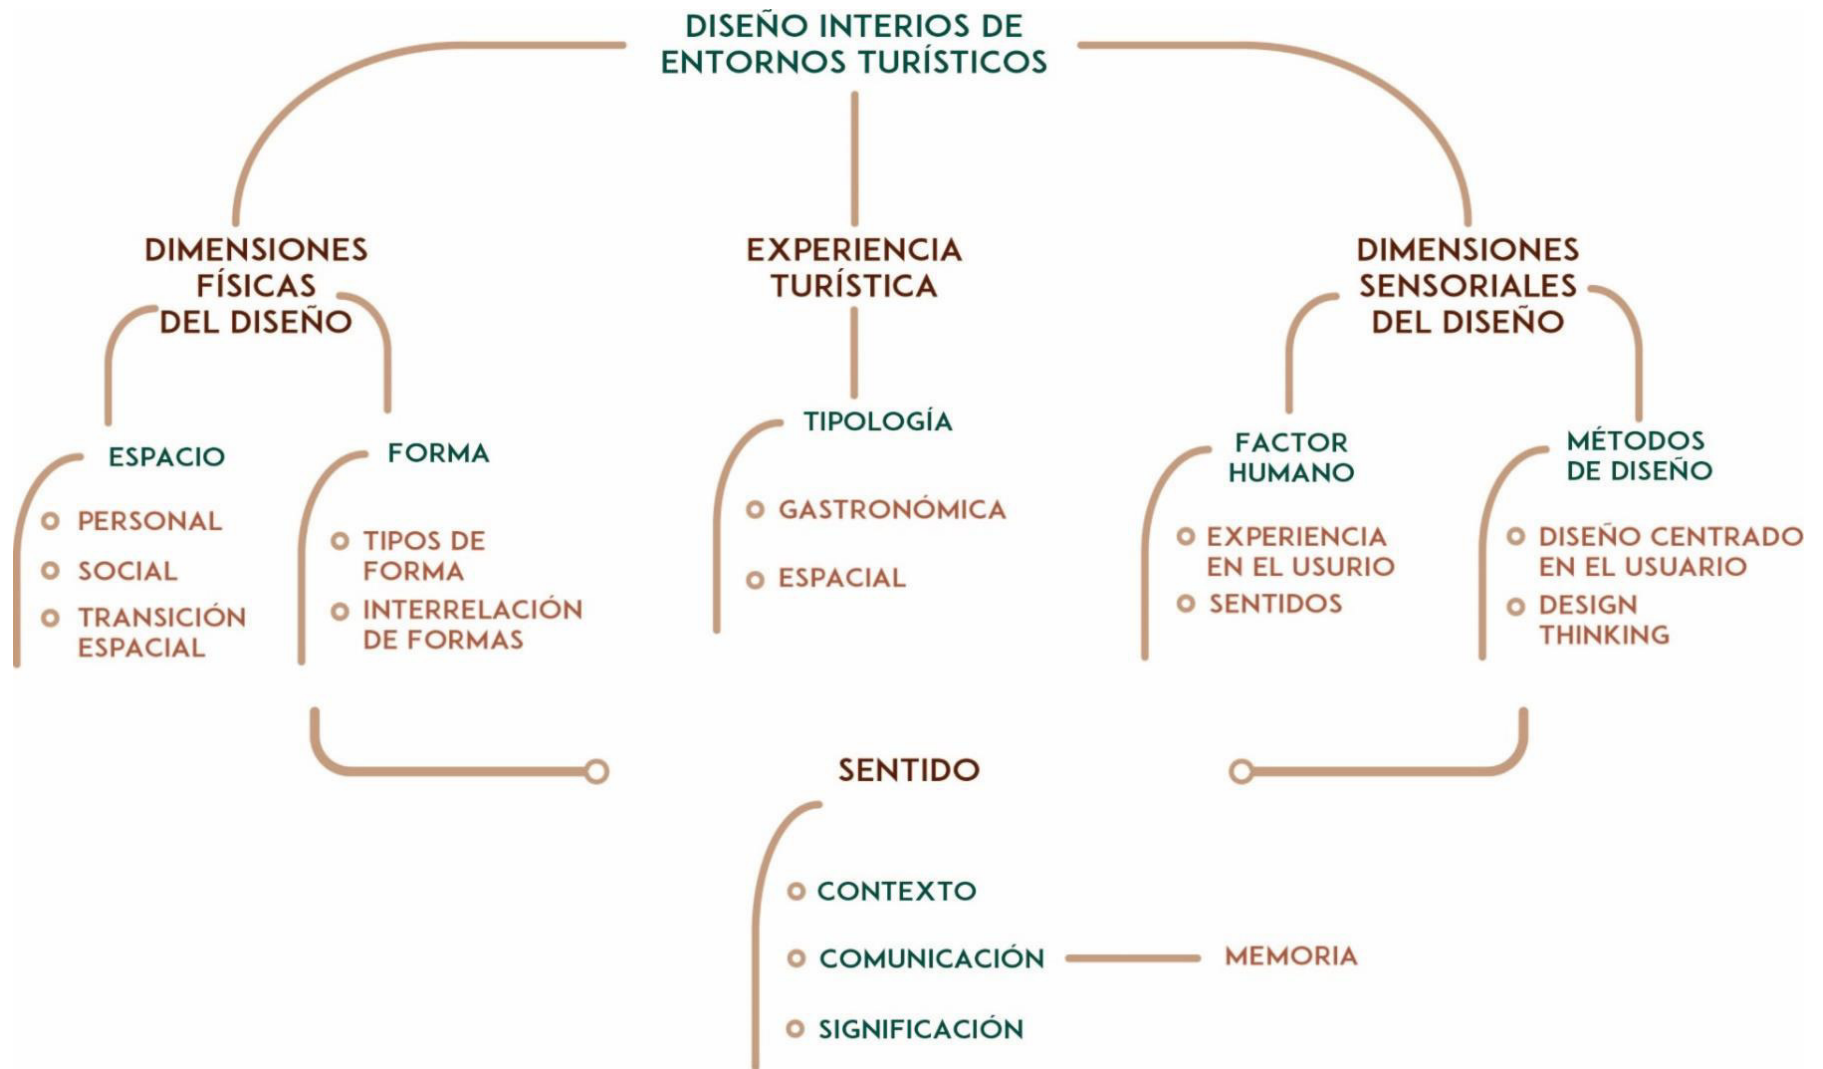 DISEÑO INTERIOS DE
ENTORNOS TURÍSTICOS
DIMENSIONES
FÍSICAS
DEL DISEÑO
ESPACIO
PERSONAL
SOCIAL
TRANSICIÓN
ESPACIAL
FORMA
TIPOS DE
FORMA
INTERRELACIÓN
DE FORMAS
EXPERIENCIA
TURÍSTICA
TIPOLOGÍA
GASTRONÓMICA
ESPACIAL
DIMENSIONES
SENSORIALES
DEL DISEÑO
FACTOR
HUMANO
EXPERIENCIA
EN EL USURIO
SENTIDOS
MÉTODOS
DE DISEÑO
DISEÑO CENTRADO
EN EL USUARIO
DESIGN
THINKING
SENTIDO
CONTEXTO
COMUNICACIÓN
MEMORIA
SIGNIFICACIÓN